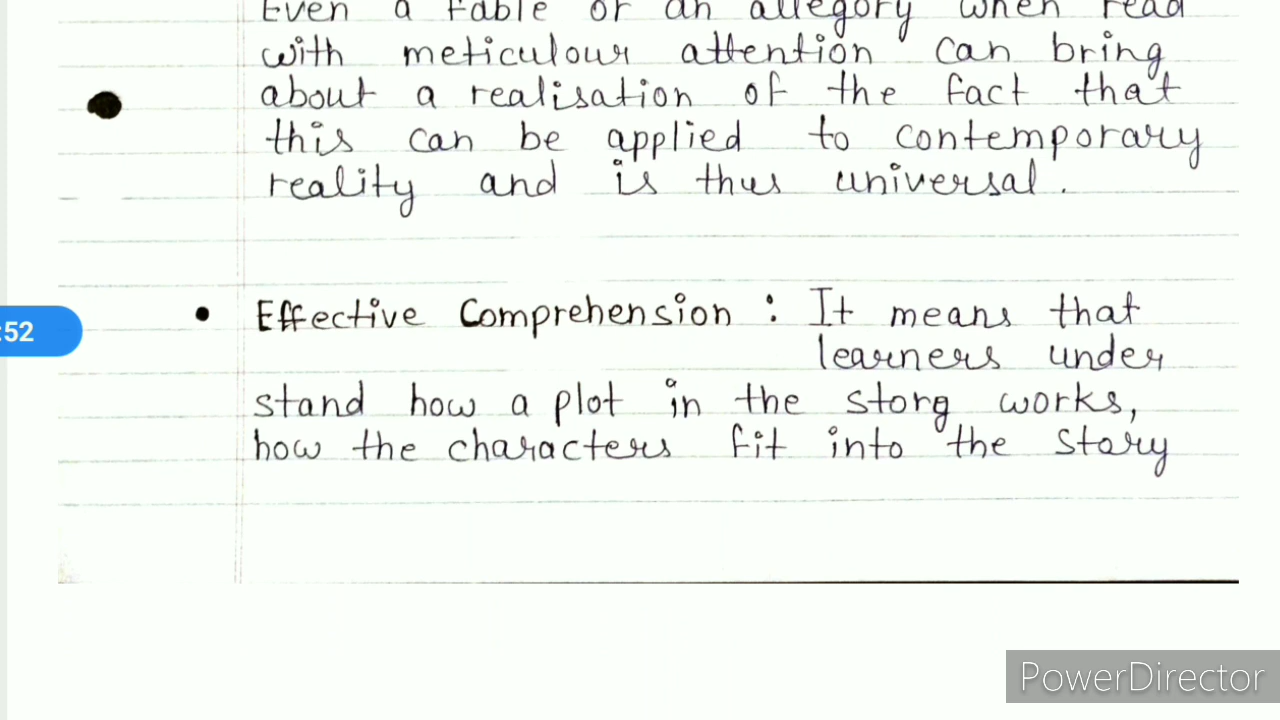 Even a fable or an allegory when read
with meticulour attention can bring
about a realisation of the fact that
this can be applied to contemporary
reality and is thus universal.
:52
• Effective Comprehension : It means that
learners under
stand how a plot in the storg works,
how the characters fit into the story
PowerDirector